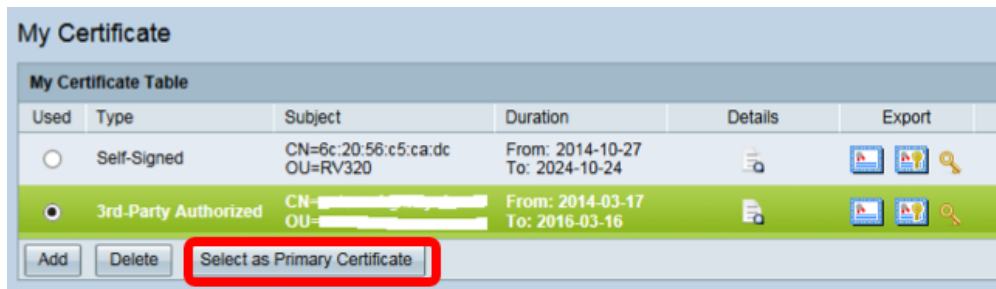 My Certificate
My Certificate Table
Used Type Subject Duration Details Export
Self-Signed CN=6c:20:56:c5:ca:dc From: 2014-10-27
OU=RV320 To: 2024-10-24
3rd-Party Authorized CN= From: 2014-03-17
OU= To: 2016-03-16
Add Delete Select as Primary Certificate